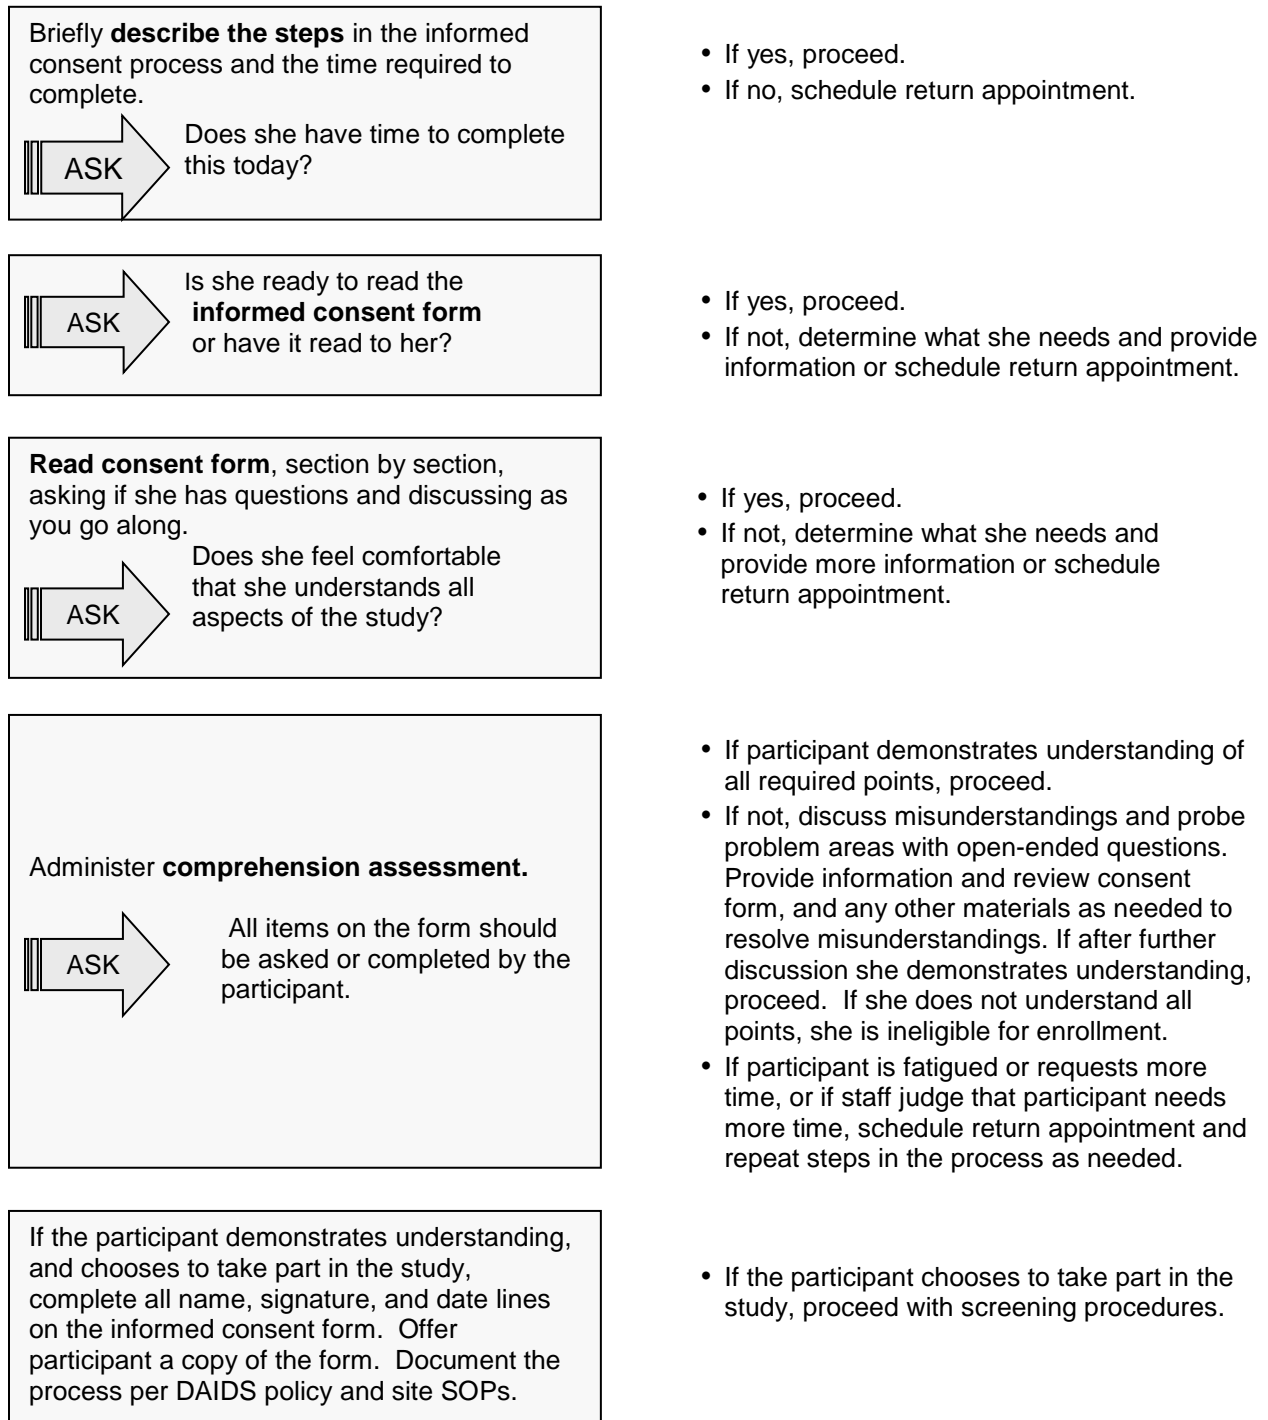 Briefly describe the steps in the informed
consent process and the time required to
complete.
ASK
Does she have time to complete
this today?
• If yes, proceed.
• If no, schedule return appointment.
ASK
Is she ready to read the
informed consent form
or have it read to her?
• If yes, proceed.
• If not, determine what she needs and provide
information or schedule return appointment.
Read consent form, section by section,
asking if she has questions and discussing as
you go along.
ASK
Does she feel comfortable
that she understands all
aspects of the study?
• If yes, proceed.
• If not, determine what she needs and
provide more information or schedule
return appointment.
Administer comprehension assessment.
ASK
All items on the form should
be asked or completed by the
participant.
• If participant demonstrates understanding of
all required points, proceed.
• If not, discuss misunderstandings and probe
problem areas with open-ended questions.
Provide information and review consent
form, and any other materials as needed to
resolve misunderstandings. If after further
discussion she demonstrates understanding,
proceed.  If she does not understand all
points, she is ineligible for enrollment.
• If participant is fatigued or requests more
time, or if staff judge that participant needs
more time, schedule return appointment and
repeat steps in the process as needed.
If the participant demonstrates understanding,
and chooses to take part in the study,
complete all name, signature, and date lines
on the informed consent form.  Offer
participant a copy of the form.  Document the
process per DAIDS policy and site SOPs.
• If the participant chooses to take part in the
study, proceed with screening procedures.